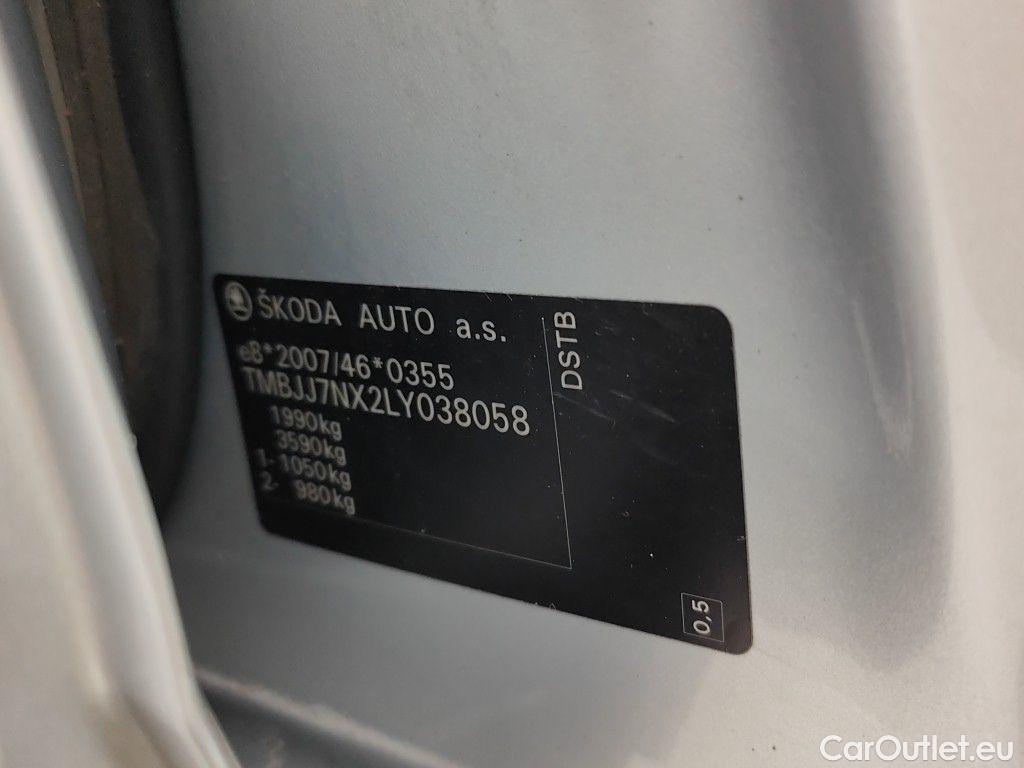 ŠKODA AUTO a.s.
e8*2007/46*0355
TMBJJ7NX2LY038058
1990kg
3590kg
1- 1050kg
2- 980kg
DSTB
0,5
CarOutlet.eu